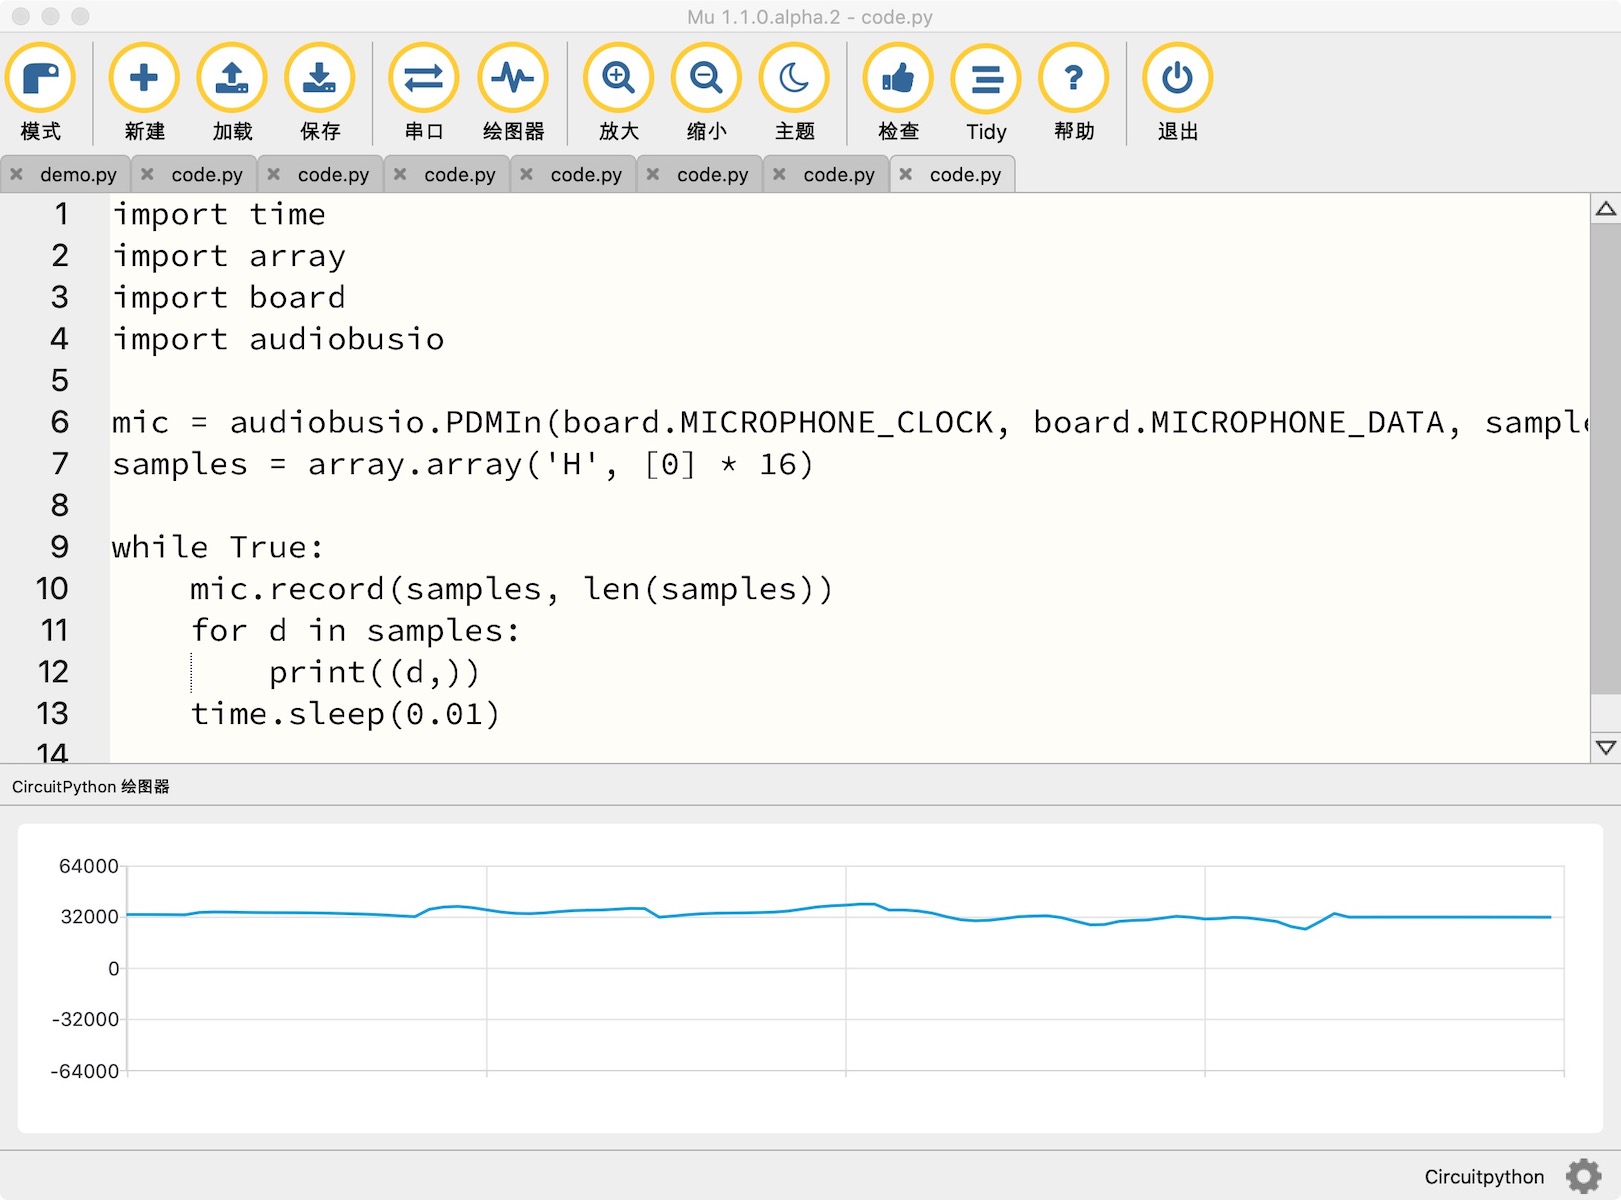 Mu 1.1.0.alpha.2 - code.py
模式 新建 加载 保存 串口 绘图器 放大 缩小 主题 检查 Tidy 帮助 退出
demo.py code.py code.py code.py code.py code.py code.py code.py
1 import time
2 import array
3 import board
4 import audiobusio
5
6 mic = audiobusio.PDMIn(board.MICROPHONE_CLOCK, board.MICROPHONE_DATA, sample
7 samples = array.array('H', [0] * 16)
8
9 while True:
10     mic.record(samples, len(samples))
11     for d in samples:
12         print((d,))
13     time.sleep(0.01)
14
CircuitPython 绘图器
64000
32000
0
-32000
-64000
Circuitpython